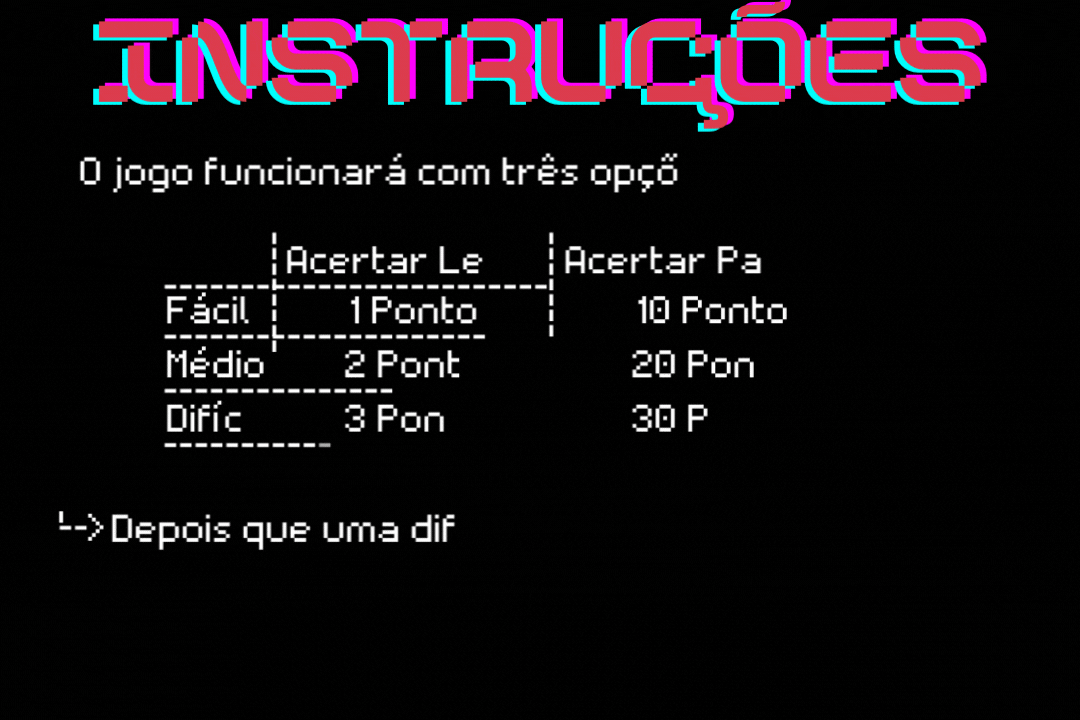 INSTRUÇÕES
O jogo funcionará com três opçõ
Acertar Le Acertar Pa
Fácil 1 Ponto 10 Ponto
Médio 2 Pont 20 Pon
Difíc 3 Pon 30 P
Depois que uma dif